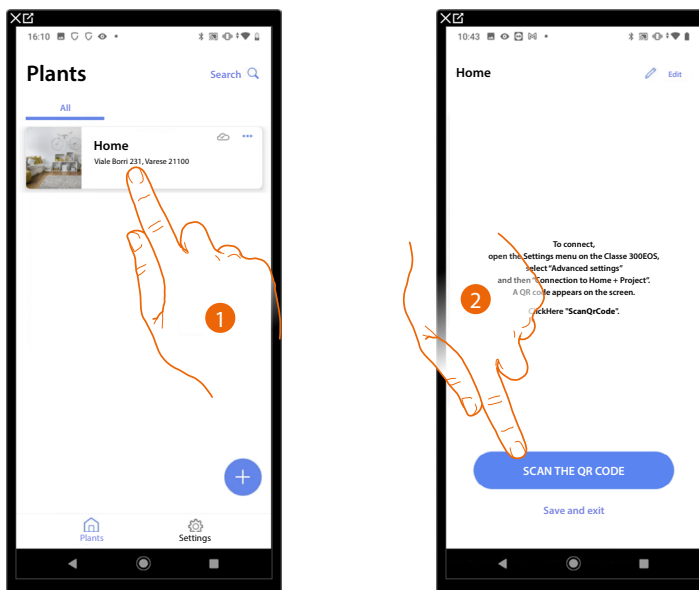 16:10
Plants
Search
All
Home
Viale Borri 231, Varese 21100
1
Plants
Settings
10:43
Home
Edit
To connect,
open the Settings menu on the Classe 300EOS,
select "Advanced settings"
and then "Connection to Home + Project".
A QR code appears on the screen.
ClickHere "ScanQrCode".
2
SCAN THE QR CODE
Save and exit